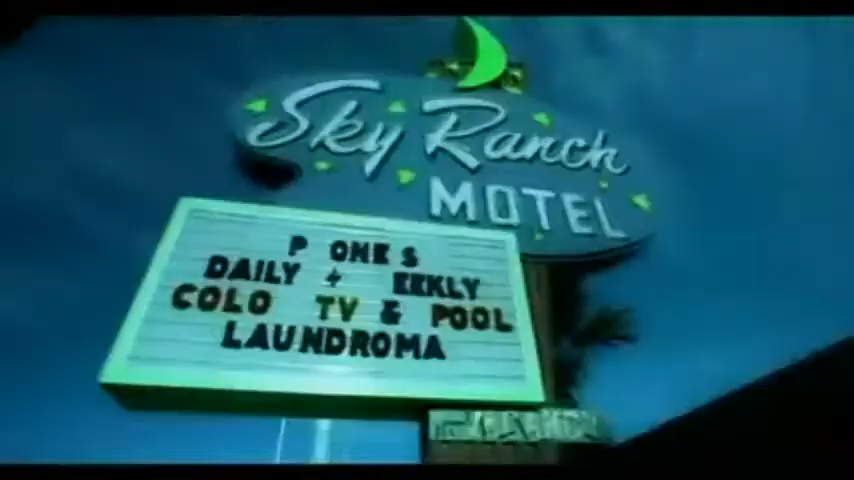 Sky Ranch
MOTEL
P ONE S
DAILY + EEKLY
COLO TV & POOL
LAUNDROMA